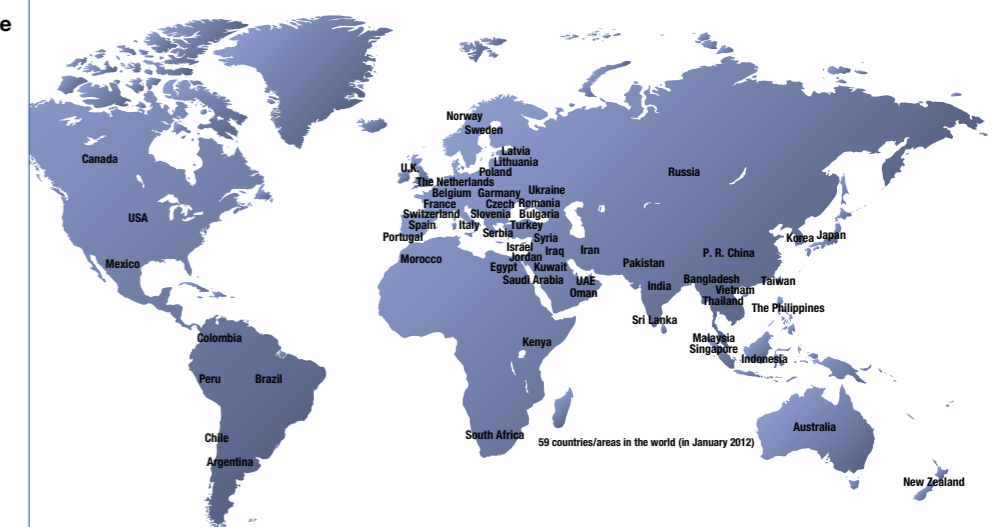 e
Norway
Sweden
Latvia
Lithuania
Canada
U.K.
Poland
Russia
The Netherlands
Belgium Garmany Ukraine
France Czech Romania
USA
Switzerland Slovenia Bulgaria
Spain Italy Turkey
Serbia
Portugal
Syria
Korea Japan
Israel Iraq Iran
P. R. China
Morocco
Jordan
Mexico
Egypt Kuwait
Pakistan
Saudi Arabia UAE
India
Bangladesh Taiwan
Vietnam
Oman
Thailand
The Philippines
Sri Lanka
Colombia
Kenya
Malaysia
Singapore
Indonesia
Peru
Brazil
Chile
South Africa
59 countries/areas in the world (in January 2012)
Australia
Argentina
New Zealand